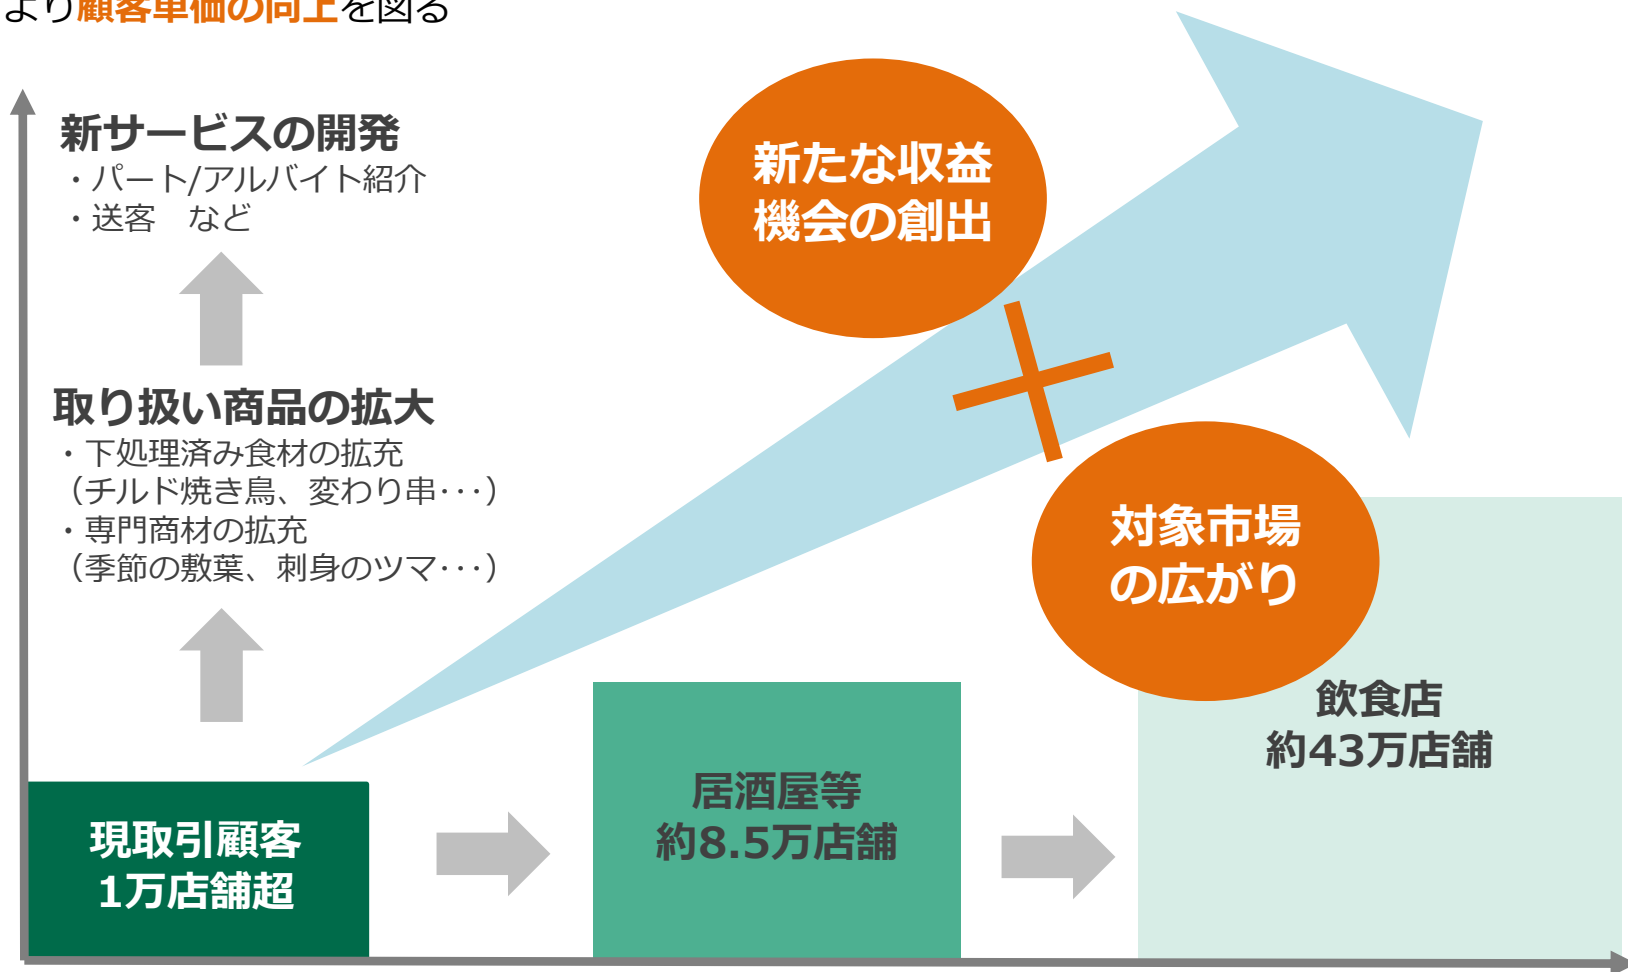 より顧客単価の向上を図る
新サービスの開発
・パート/アルバイト紹介
・送客　など
新たな収益
機会の創出
取り扱い商品の拡大
・下処理済み食材の拡充
（チルド焼き鳥、変わり串･･･）
・専門商材の拡充
（季節の敷葉、刺身のツマ･･･）
対象市場
の広がり
現取引顧客
1万店舗超
居酒屋等
約8.5万店舗
飲食店
約43万店舗